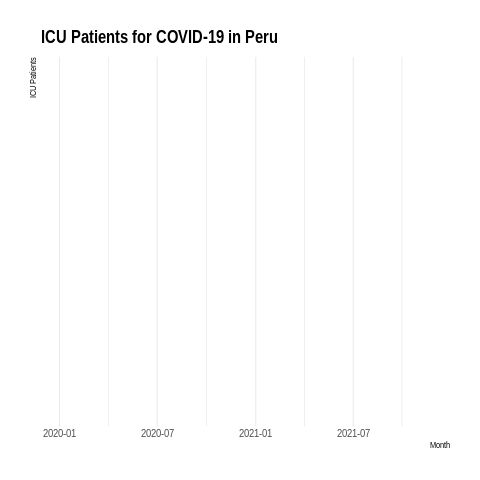 ICU Patients for COVID-19 in Peru
ICU Patients
2020-01 2020-07 2021-01 2021-07
Month